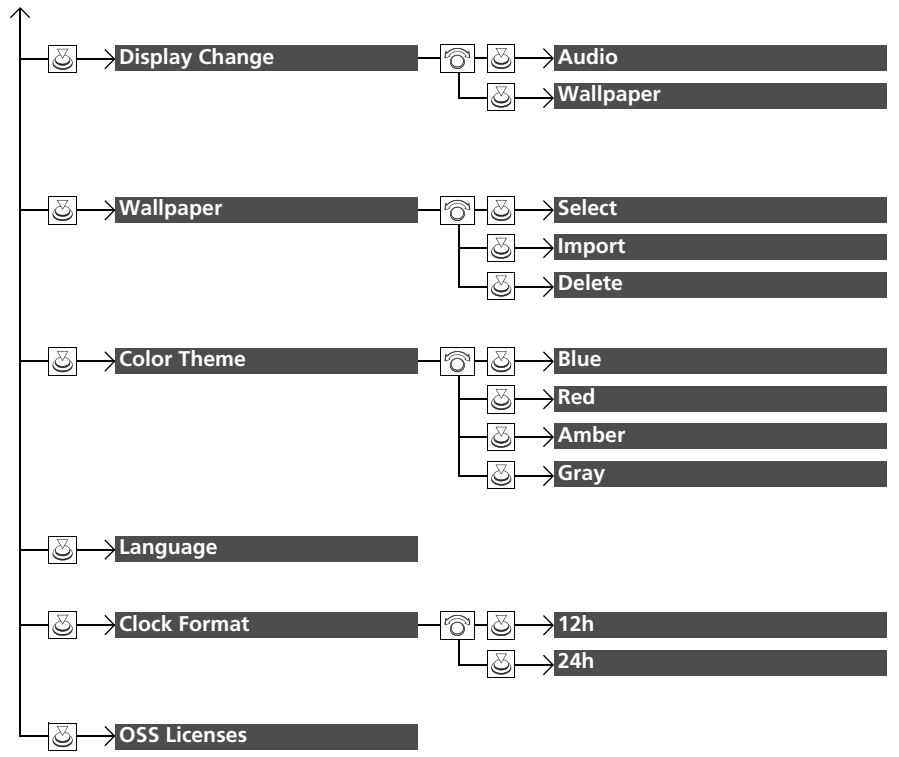 Display Change
Audio
Wallpaper
Wallpaper
Select
Import
Delete
Color Theme
Blue
Red
Amber
Gray
Language
Clock Format
12h
24h
OSS Licenses